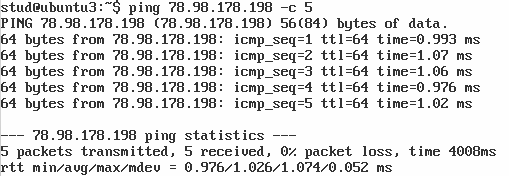 stud@ubuntu3:~$ ping 78.98.178.198 -c 5
PING 78.98.178.198 (78.98.178.198) 56(84) bytes of data.
64 bytes from 78.98.178.198: icmp_seq=1 ttl=64 time=0.993 ms
64 bytes from 78.98.178.198: icmp_seq=2 ttl=64 time=1.07 ms
64 bytes from 78.98.178.198: icmp_seq=3 ttl=64 time=1.06 ms
64 bytes from 78.98.178.198: icmp_seq=4 ttl=64 time=0.976 ms
64 bytes from 78.98.178.198: icmp_seq=5 ttl=64 time=1.02 ms
--- 78.98.178.198 ping statistics ---
5 packets transmitted, 5 received, 0% packet loss, time 4008ms
rtt min/avg/max/mdev = 0.976/1.026/1.074/0.052 ms